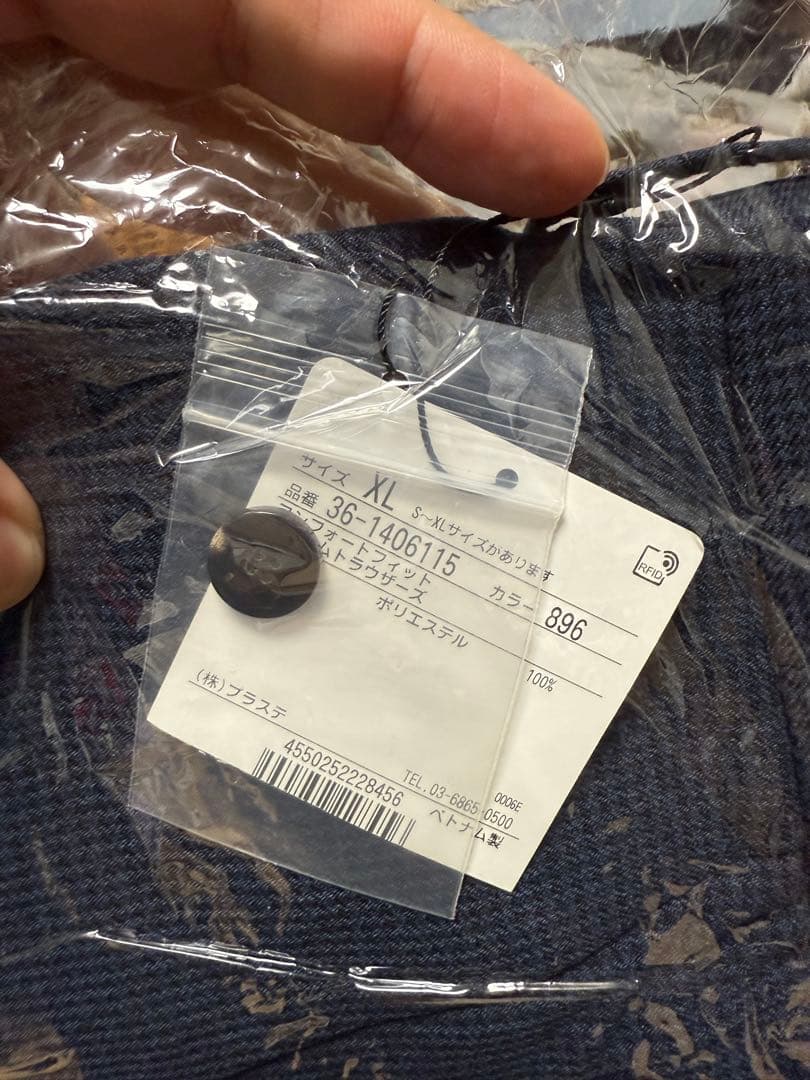 サイズ XL S～XLサイズがあります
RFID
品番 36-1406115 カラー 896
コンフォートフィット
ムトラウザーズ
ポリエステル 100%
(株)プラステ
4550252228456
TEL.03-6865-0500
0006E
ベトナム製